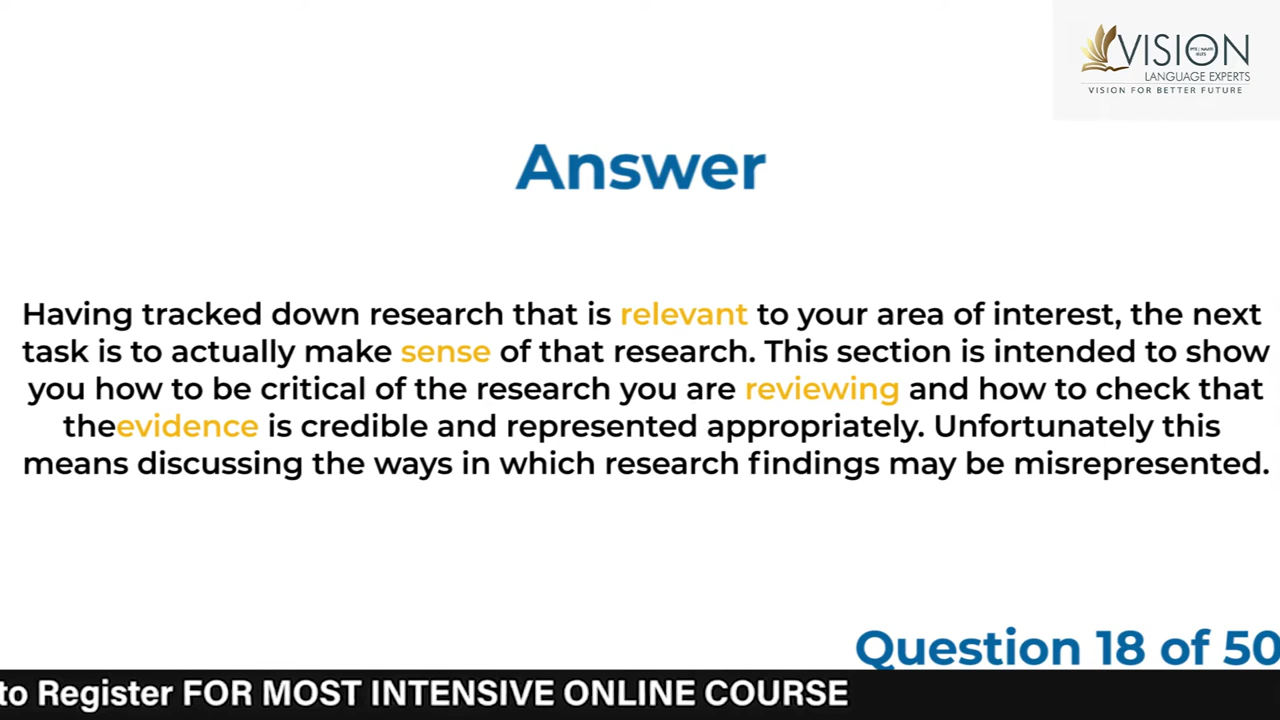 VISION
LANGUAGE EXPERTS
VISION FOR BETTER FUTURE
Answer
Having tracked down research that is relevant to your area of interest, the next
task is to actually make sense of that research. This section is intended to show
you how to be critical of the research you are reviewing and how to check that
theevidence is credible and represented appropriately. Unfortunately this
means discussing the ways in which research findings may be misrepresented.
Question 18 of 50
to Register FOR MOST INTENSIVE ONLINE COURSE